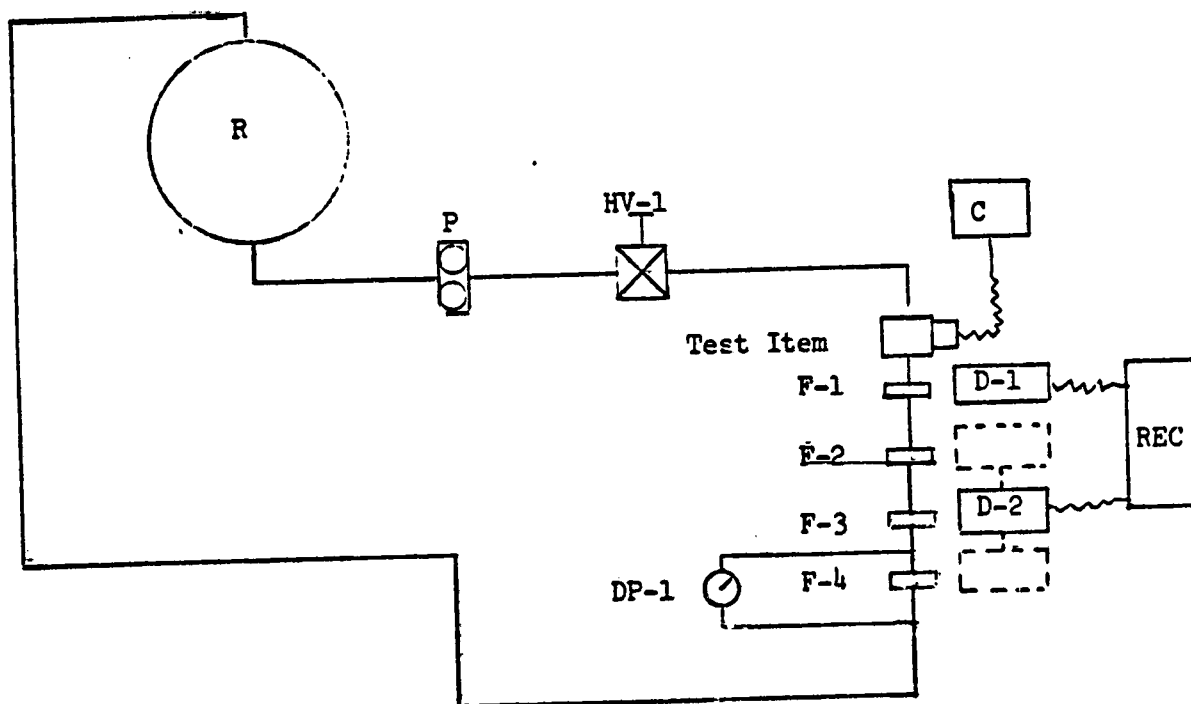 R
P
HV-1
C
Test Item
F-1
D-1
F-2
REC
D-2
F-3
DP-1
F-4